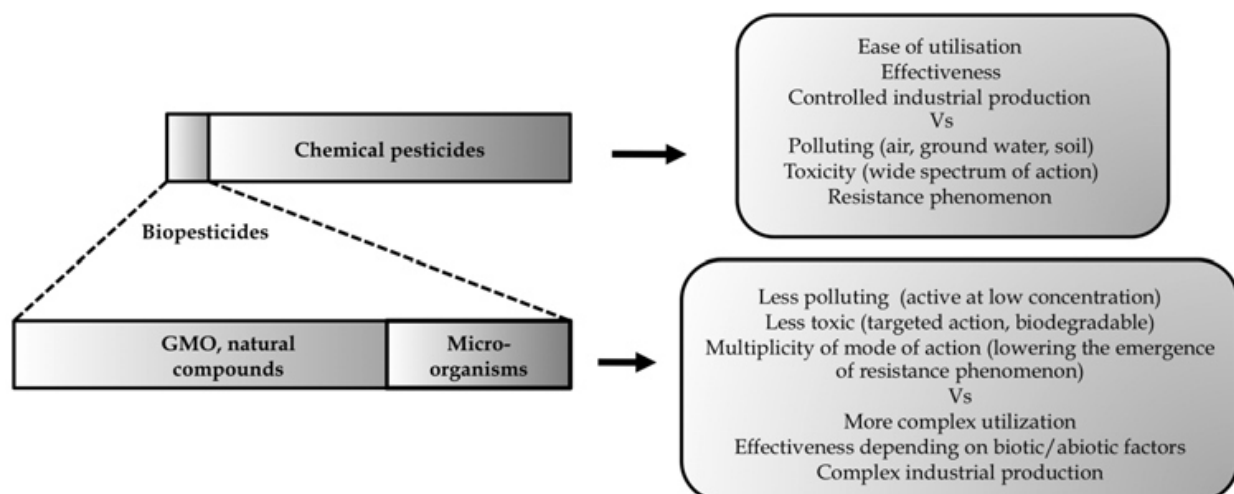 Chemical pesticides
Ease of utilisation
Effectiveness
Controlled industrial production
Vs
Polluting (air, ground water, soil)
Toxicity (wide spectrum of action)
Resistance phenomenon
Biopesticides
GMO, natural
compounds
Micro-
organisms
Less polluting (active at low concentration)
Less toxic (targeted action, biodegradable)
Multiplicity of mode of action (lowering the emergence
of resistance phenomenon)
Vs
More complex utilization
Effectiveness depending on biotic/abiotic factors
Complex industrial production